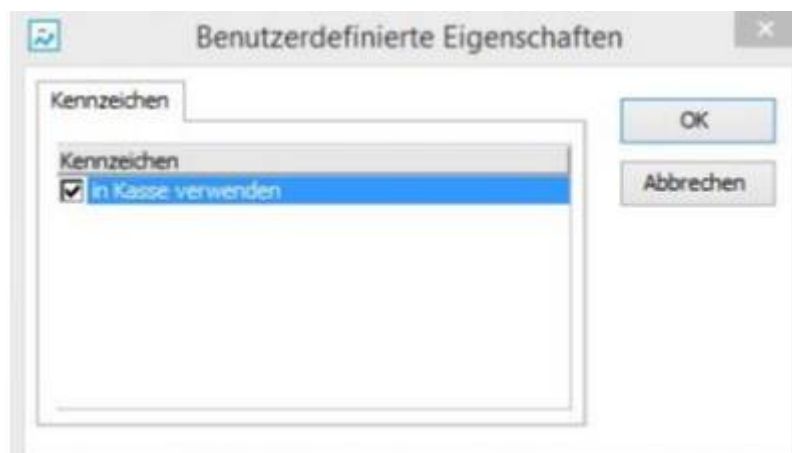 Benutzerdefinierte Eigenschaften
Kennzeichen
OK
Kennzeichen
Abbrechen
in Kasse verwenden